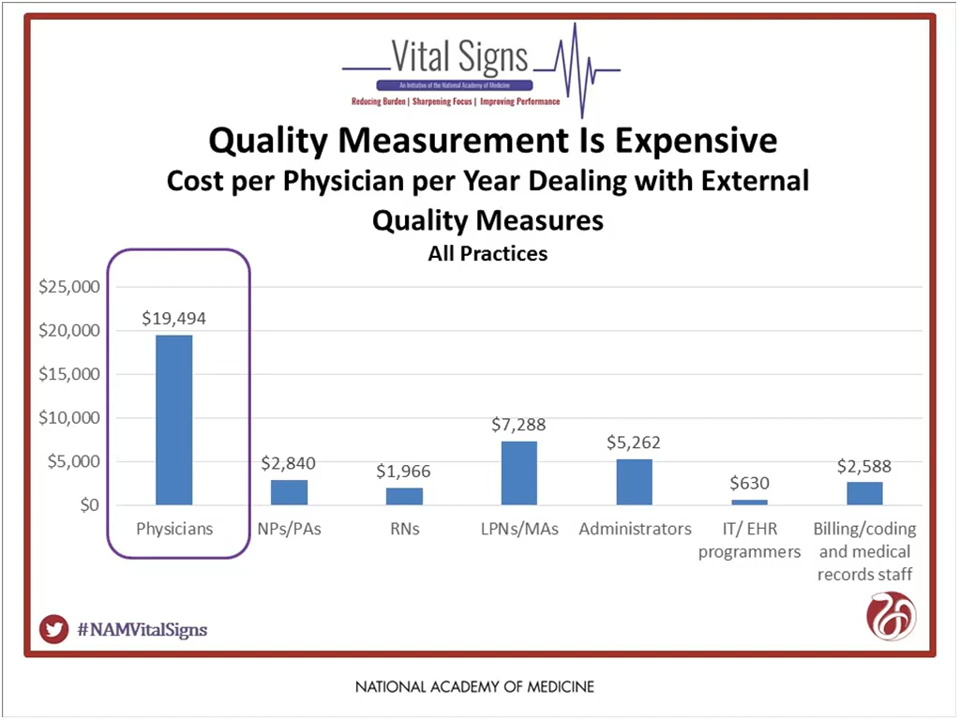 Vital Signs
An Initiative of the National Academy of Medicine
Reducing Burden | Sharpening Focus | Improving Performance
Quality Measurement Is Expensive
Cost per Physician per Year Dealing with External
Quality Measures
All Practices
$25,000
$20,000
$15,000
$10,000
$5,000
$0
$19,494
$2,840
$1,966
$7,288
$5,262
$630
$2,588
Physicians
NPs/PAs
RNs
LPNs/MAs
Administrators
IT/ EHR
programmers
Billing/coding
and medical
records staff
#NAMVitalSigns
NATIONAL ACADEMY OF MEDICINE